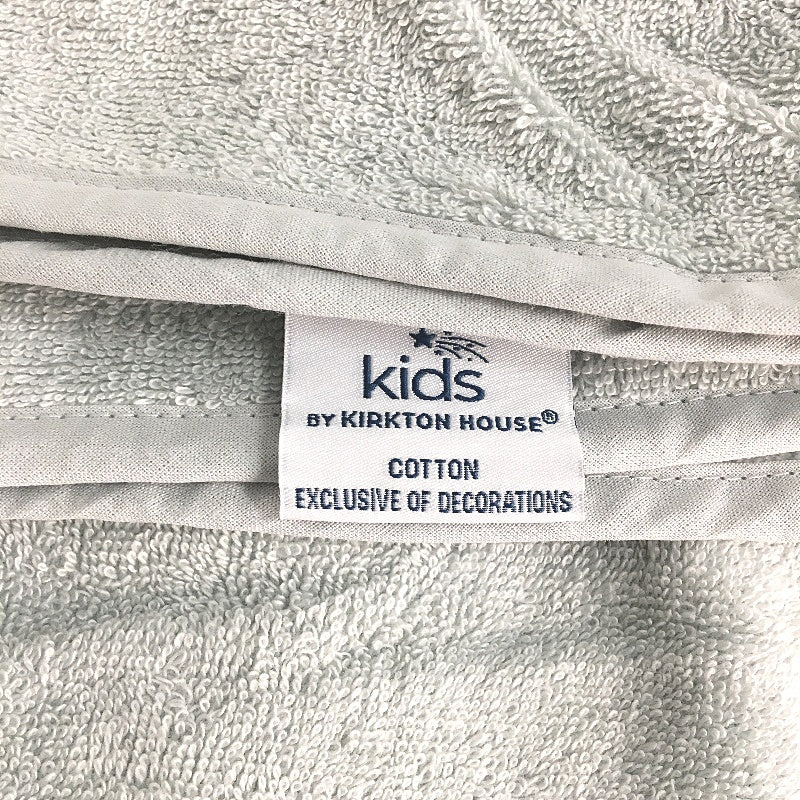 kids
BY KIRKTON HOUSE®
COTTON
EXCLUSIVE OF DECORATIONS